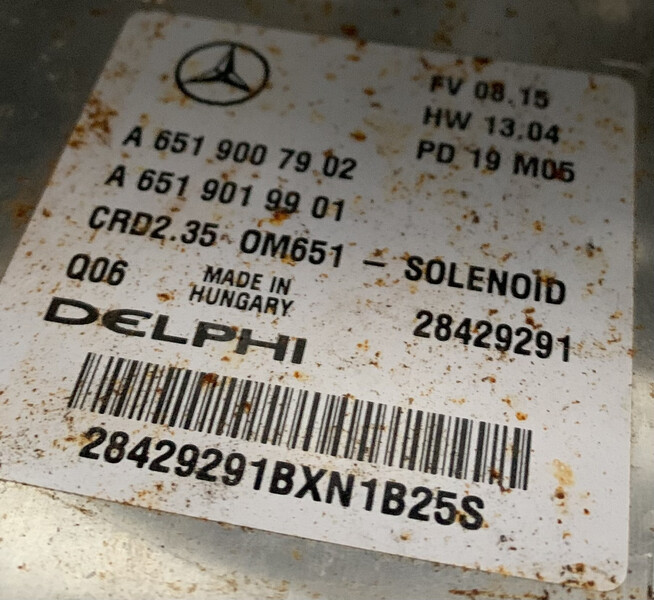 FV 08.15
HW 13.04
PD 19 M05
A 651 900 79 02
A 651 901 99 01
CRD2.35 OM651 - SOLENOID
Q06 MADE IN HUNGARY 28429291
DELPHI
28429291BXN1B25S